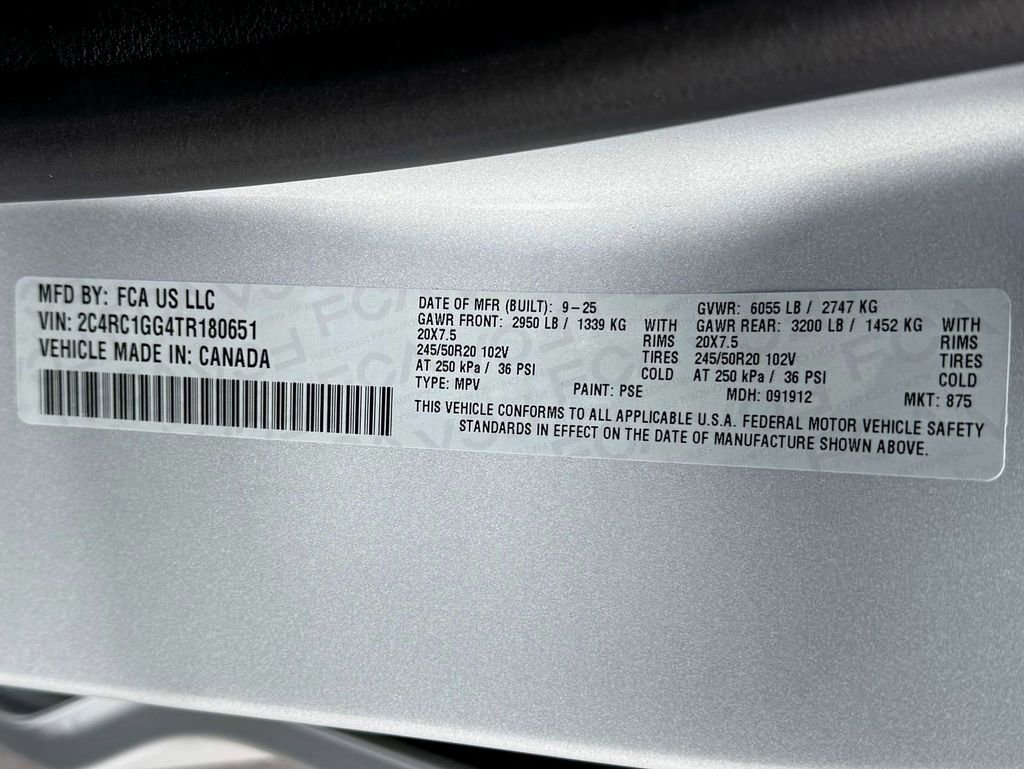 MFD BY: FCA US LLC
VIN: 2C4RC1GG4TR180651
VEHICLE MADE IN: CANADA
DATE OF MFR (BUILT): 9-25
GAWR FRONT: 2950 LB / 1339 KG WITH
20X7.5 RIMS
245/50R20 102V TIRES
AT 250 kPa / 36 PSI COLD
TYPE: MPV PAINT: PSE
GVWR: 6055 LB / 2747 KG
GAWR REAR: 3200 LB / 1452 KG WITH
20X7.5 RIMS
245/50R20 102V TIRES
AT 250 kPa / 36 PSI COLD
MDH: 091912 MKT: 875
THIS VEHICLE CONFORMS TO ALL APPLICABLE U.S.A. FEDERAL MOTOR VEHICLE SAFETY
STANDARDS IN EFFECT ON THE DATE OF MANUFACTURE SHOWN ABOVE.